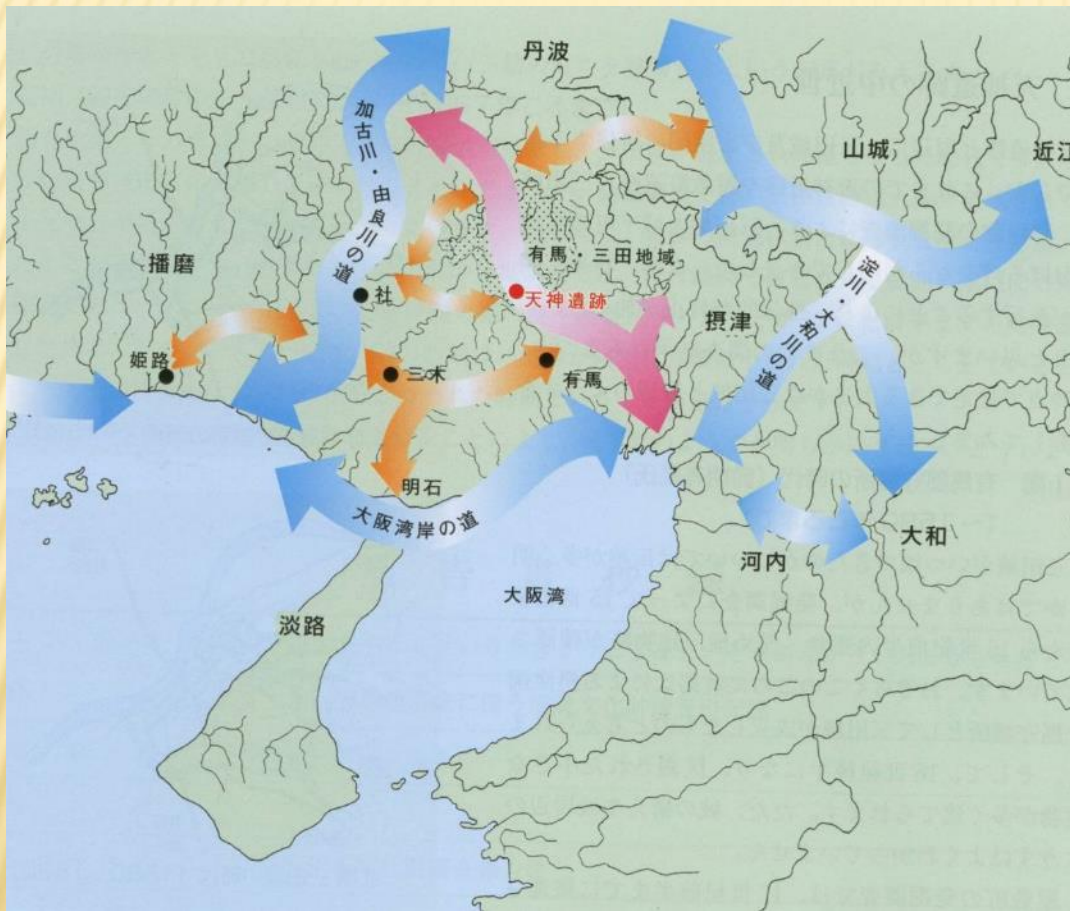 丹波
山城
近江
加古川・由良川の道
播磨
有馬・三田地域
社
天神遺跡
淀川・大和川の道
摂津
姫路
三木
有馬
明石
大阪湾岸の道
大和
河内
大阪湾
淡路